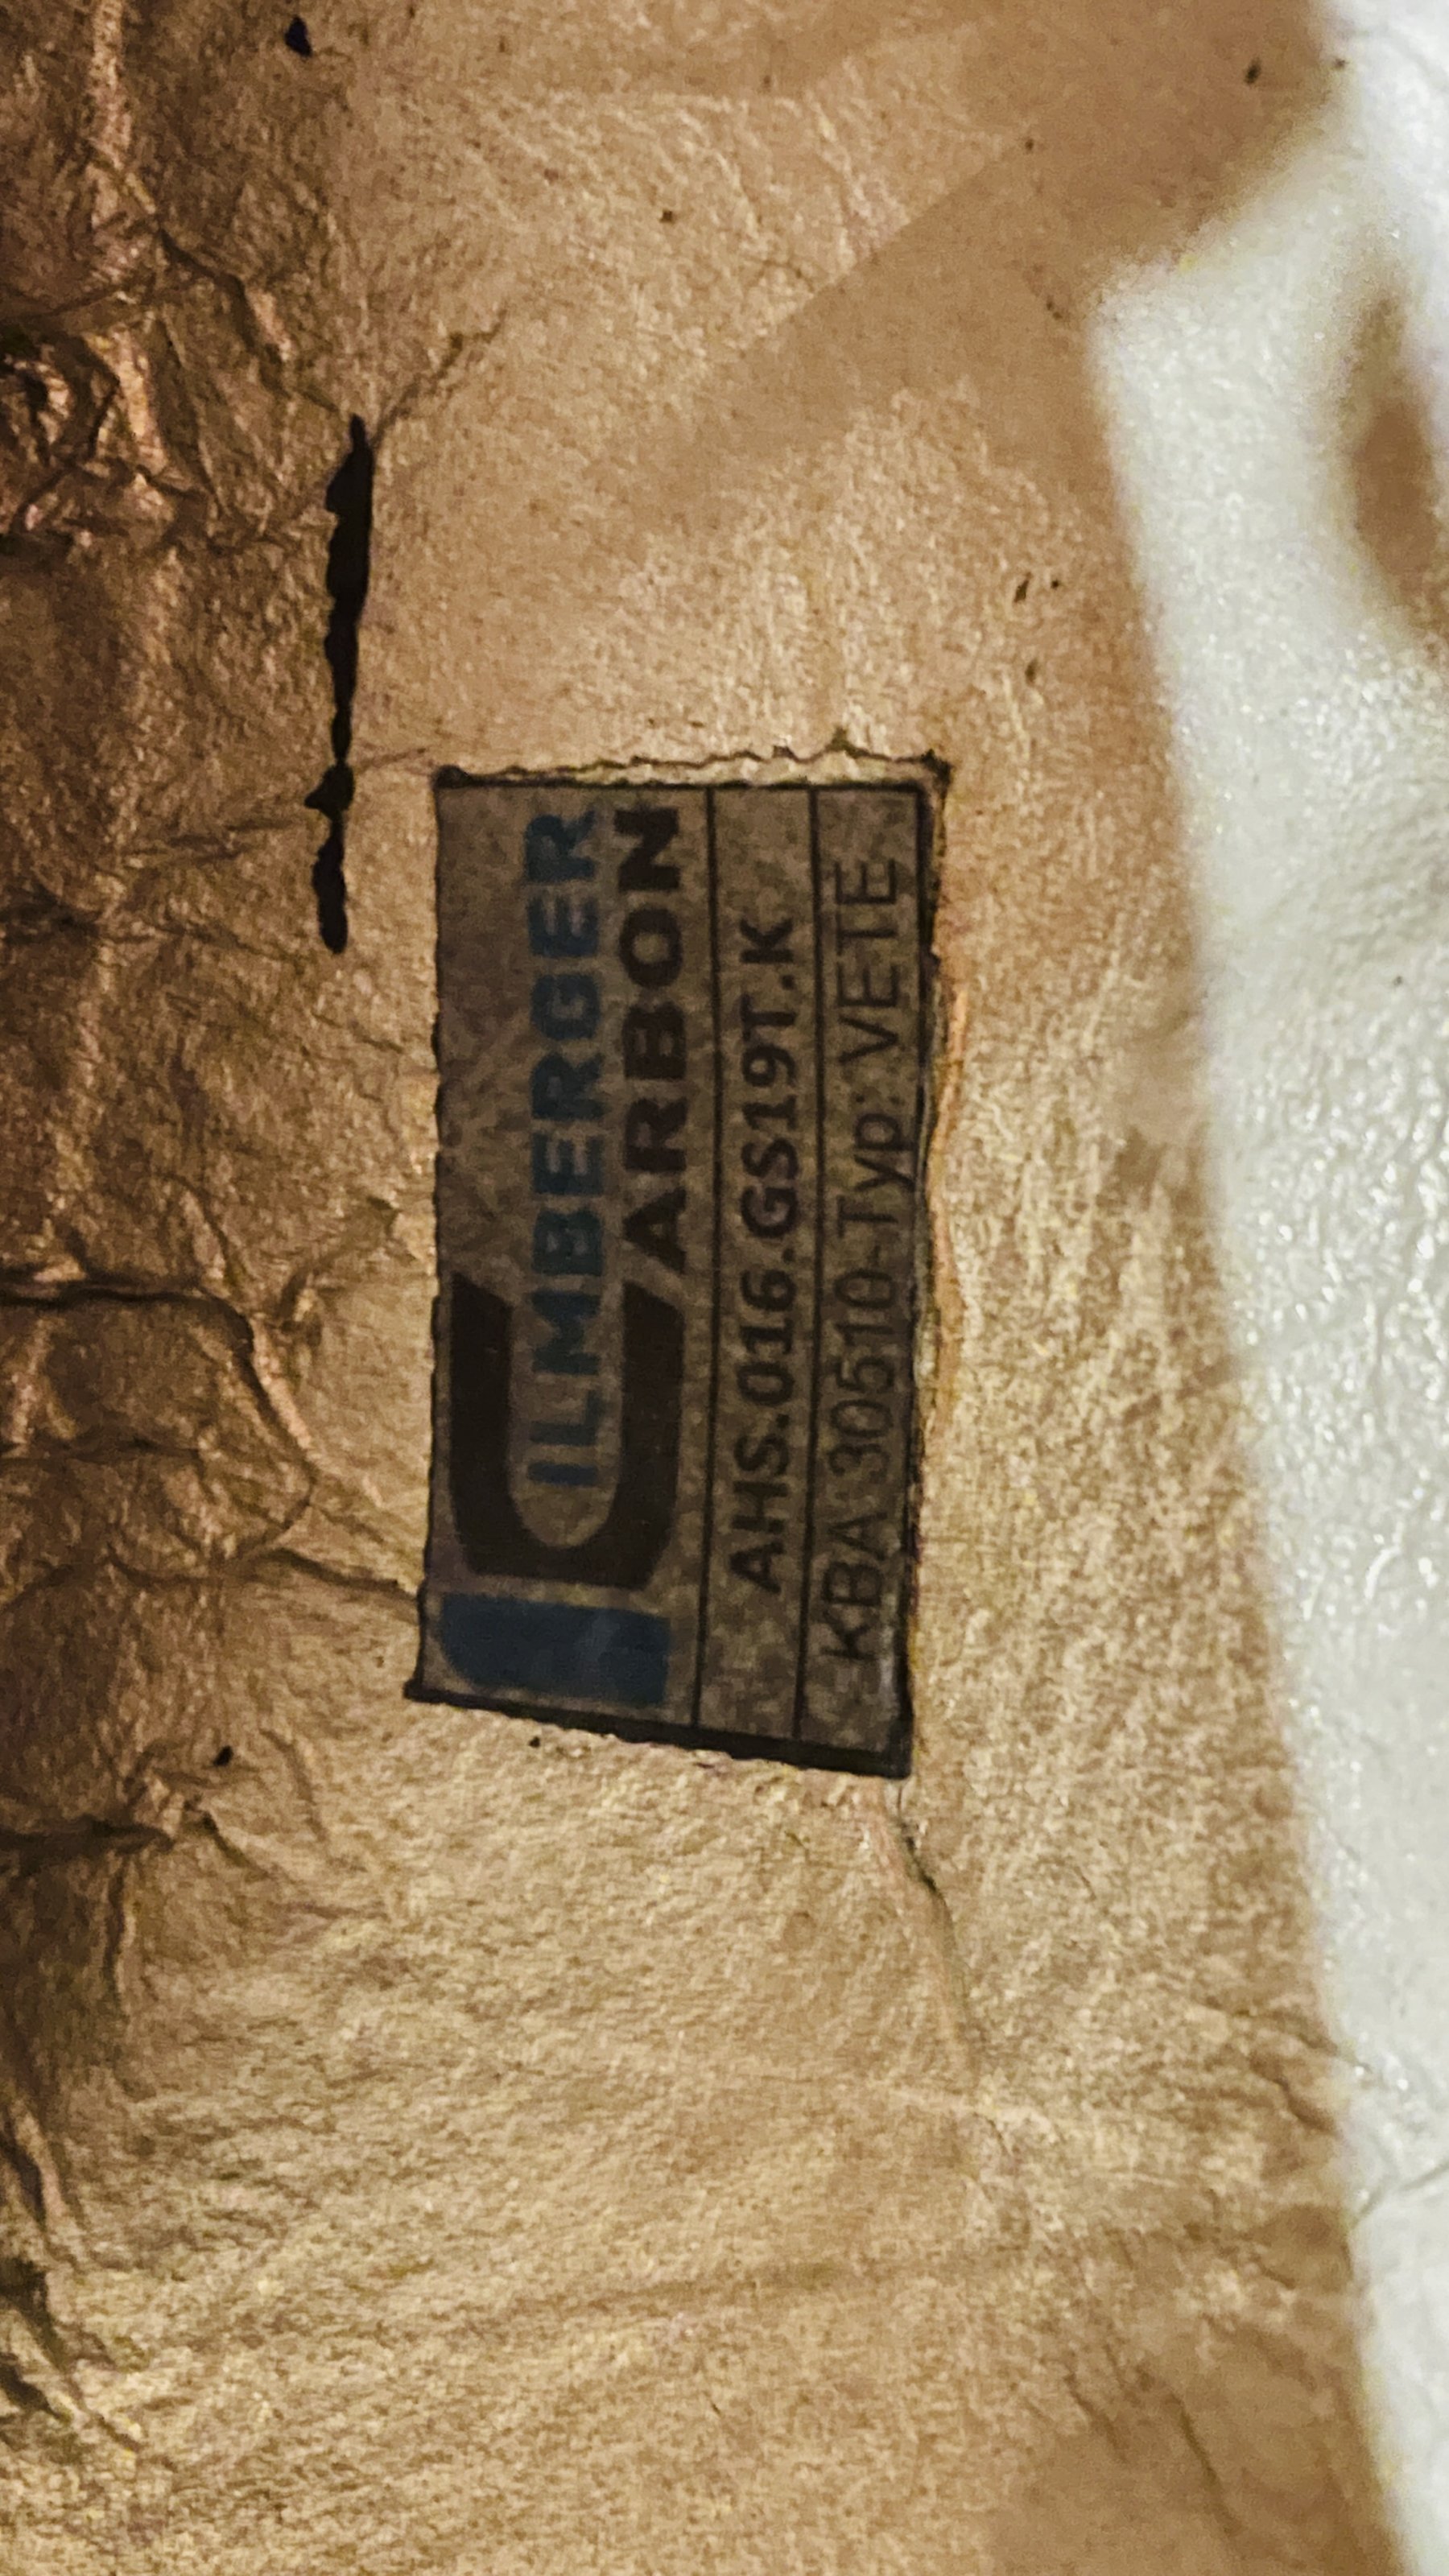 ILMBERGER
CARBON
AHS.016.GS19T.K
KBA 30510 Typ: VETE